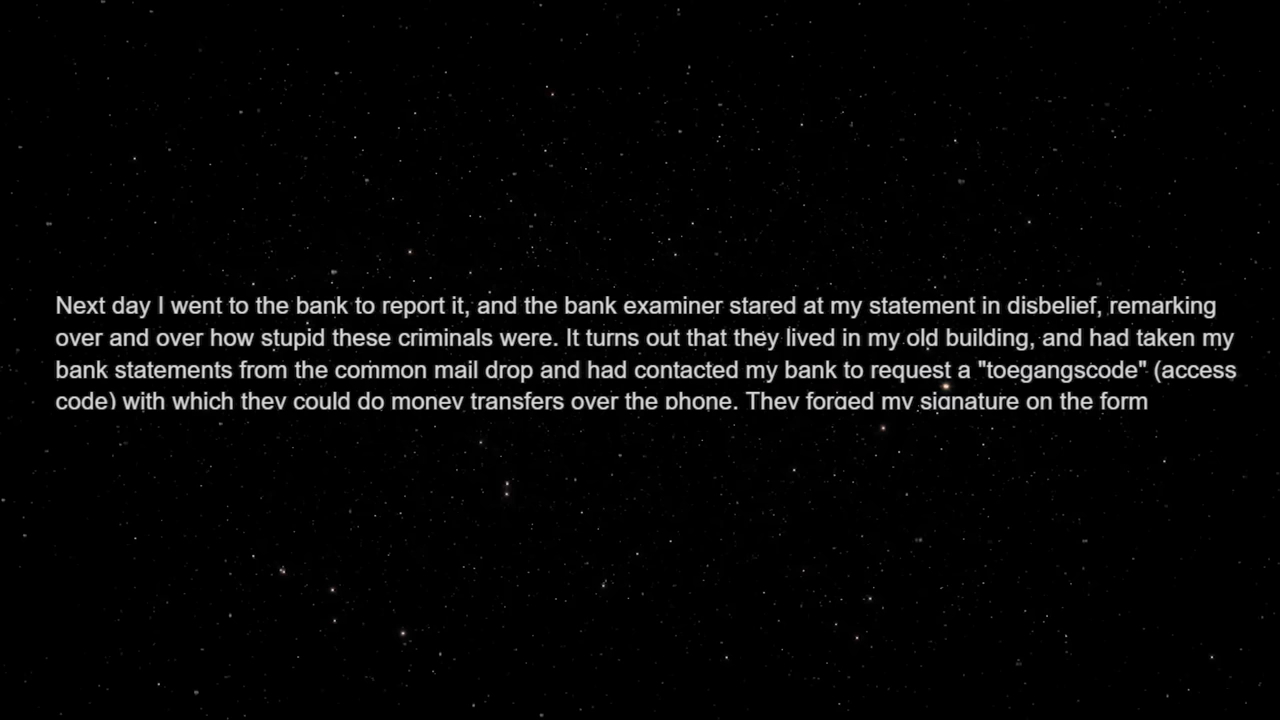 Next day I went to the bank to report it, and the bank examiner stared at my statement in disbelief, remarking
over and over how stupid these criminals were. It turns out that they lived in my old building, and had taken my
bank statements from the common mail drop and had contacted my bank to request a "toegangscode" (access
code) with which they could do money transfers over the phone. They forged my signature on the form